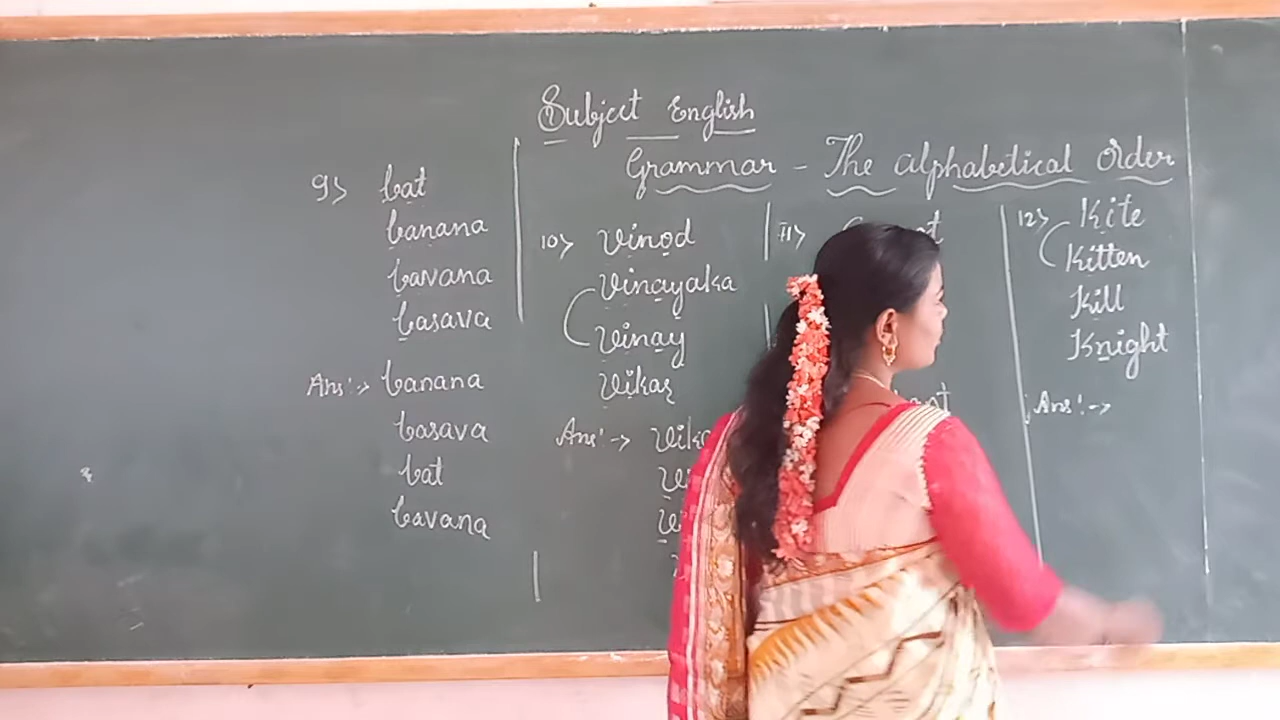 Subject English
Grammar - The alphabetical Order
9> bat
banana
bavana
basava
Ans:-> banana
basava
bat
bavana
10> Vinod
Vinayaka
Vinay
Vikas
Ans:->
11>
12> Kite
Kitten
Kill
Knight
Ans:->